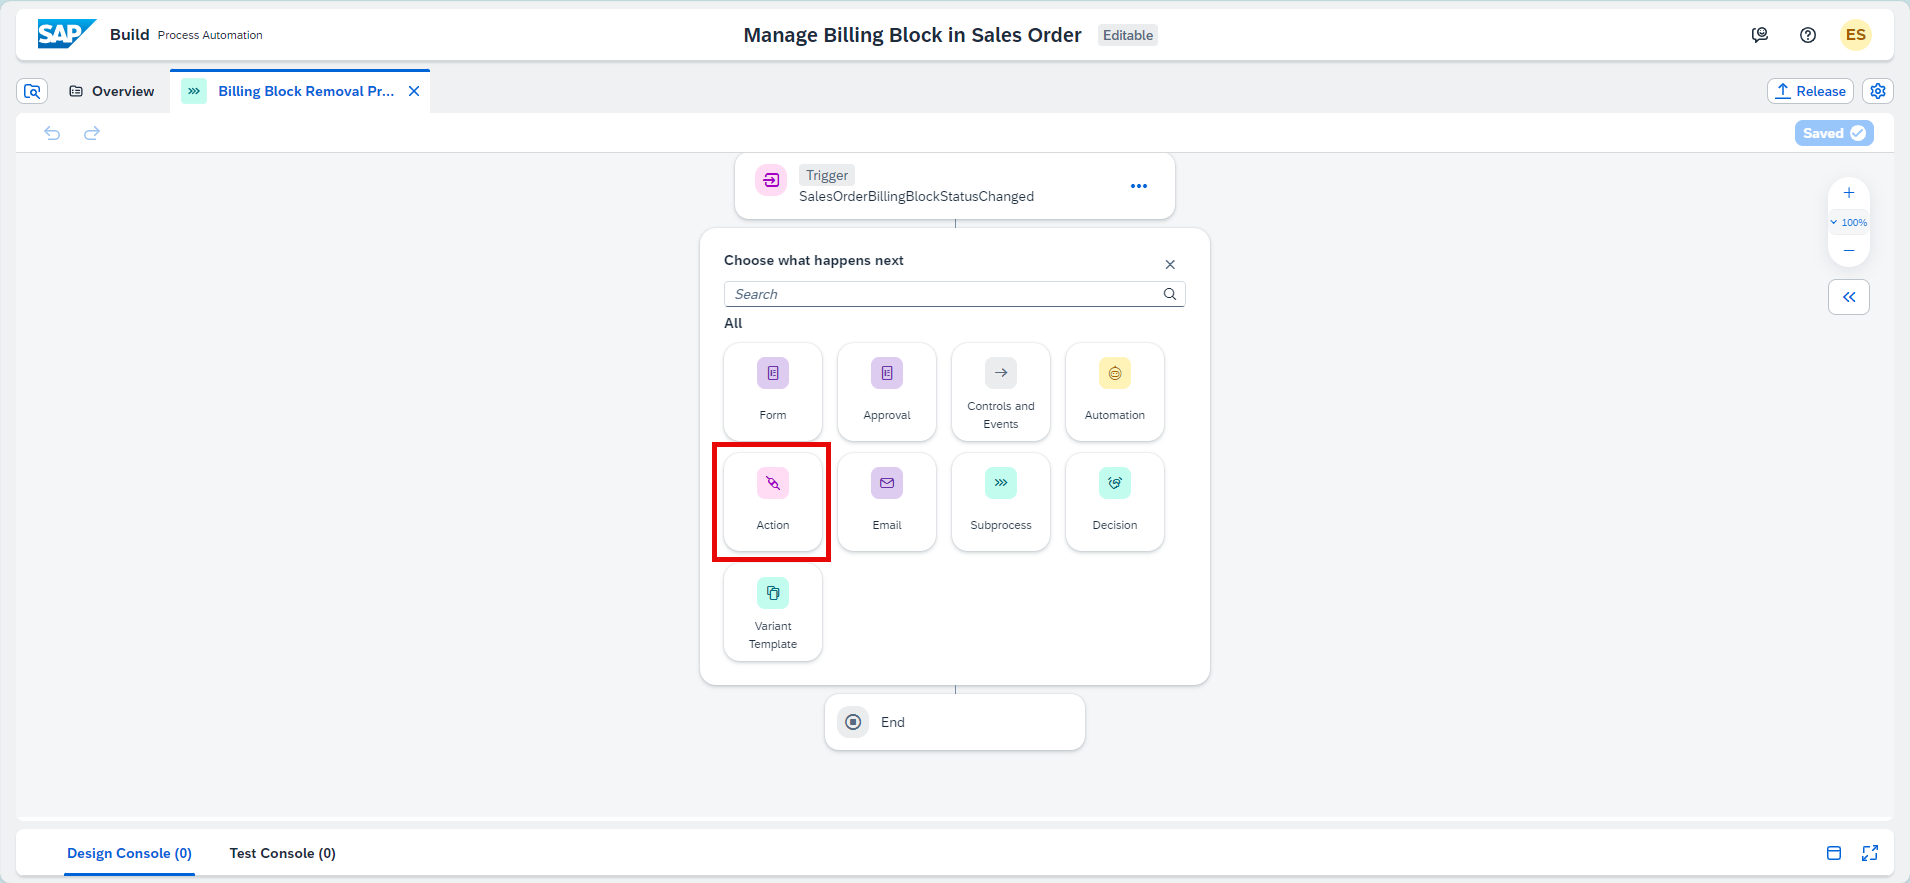 SAP Build Process Automation
Manage Billing Block in Sales Order Editable
ES
Overview
Billing Block Removal Pr...
Release
Saved
Trigger
SalesOrderBillingBlockStatusChanged
100%
Choose what happens next
Search
All
Form
Approval
Controls and
Events
Automation
Action
Email
Subprocess
Decision
Variant
Template
End
Design Console (0)
Test Console (0)